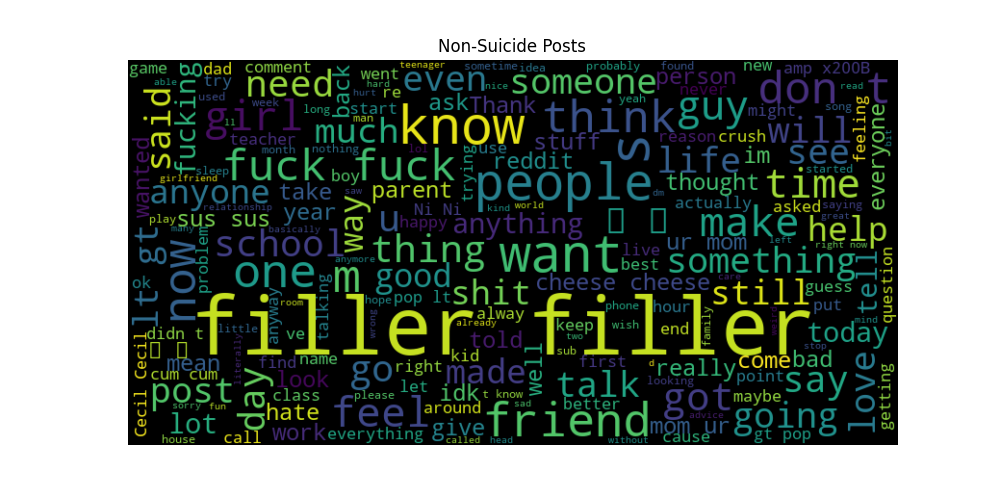 Non-Suicide Posts
game
dad
comment
went
teenager
sometime
idea
probably
found
new
amp x200B
able
try
need
back
hard
re
even
nice
someone
person
never
don t
read
said
fucking
used
week
girl
long
start
ask
Thank
yeah
think
guy
might
song
feeling
everyone
bit
ll
man
much
know
stuff
reason
crush
will
wanted
teacher
month
nothing
lol
use
reddit
s
life
im
see
fuck fuck
sleep
girlfriend
boy
trying
people
dm
thought
started
time
anyone
take
saw
parent
kind
world
actually
asked
saying
relationship
play
sus sus
year
way
u
Ni Ni
happy
anything
many
make
great
help
left
basically
gt
lt
now
school
thing
want
live
ur mom
right now
problem
anymore
best
something
tell
question
ok
one
m
good
cheese cheese
care
guess
hope
pop lt
shit
still
phone
hour
put
room
filler filler
didn t
anyway
ve
talking
wrong
already
alway
keep
wish
end
family
mind
today
little
literally
told
two
stop
Cecil Cecil
mean
find
name
right
kid
sub
first
d
really
come
bad
cum cum
look
go
made
well
looking
point
say
love
getting
post
day
class
please
let
idk
t know
talk
better
got
maybe
sorry
fun
hate
feel
around
sad
friend
advice
going
lot
work
everything
give
cause
mom ur
gt pop
house
call
called
head
without